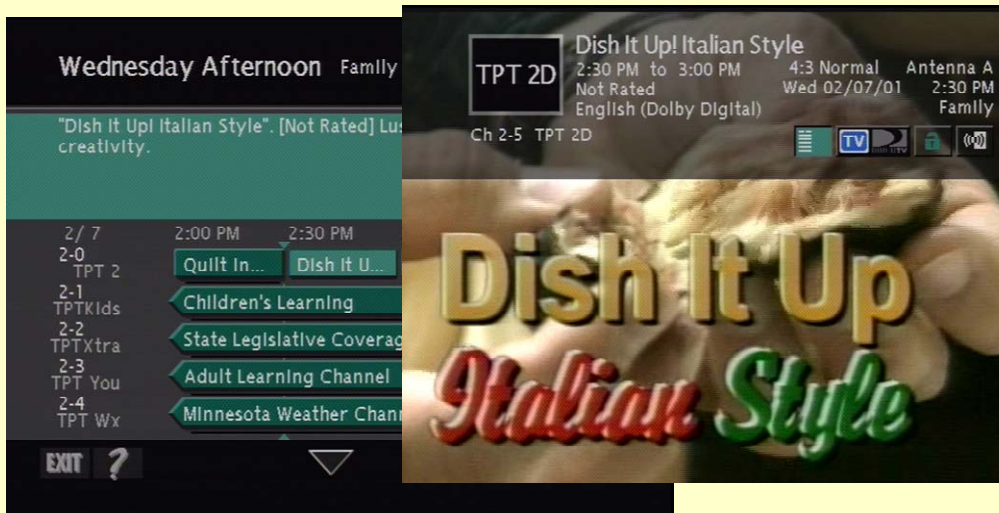 Wednesday Afternoon Family
"Dish It Up! Italian Style". [Not Rated] Lus
creativity.
2/ 7 2:00 PM 2:30 PM
2-0
TPT 2
Quilt In... Dish It U...
2-1
TPTKids
Children's Learning
2-2
TPTXtra
State Legislative Coverag
2-3
TPT You
Adult Learning Channel
2-4
TPT Wx
Minnesota Weather Chan
EXIT ?
TPT 2D
Dish It Up! Italian Style
2:30 PM to 3:00 PM 4:3 Normal Antenna A
Not Rated Wed 02/07/01 2:30 PM
English (Dolby Digital) Family
Ch 2-5 TPT 2D
TV
Dish It Up
Italian Style